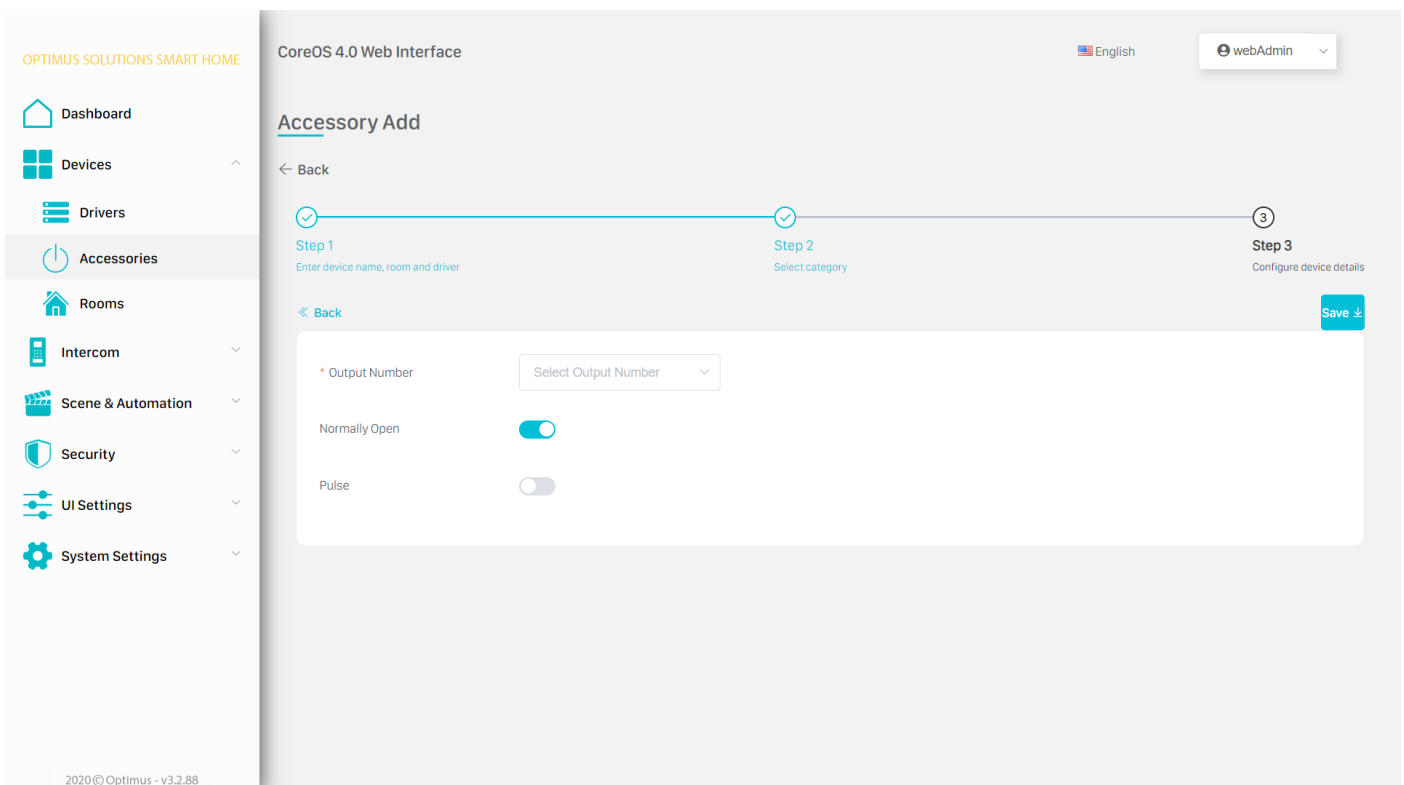 OPTIMUS SOLUTIONS SMART HOME
Dashboard
Devices
Drivers
Accessories
Rooms
Intercom
Scene & Automation
Security
UI Settings
System Settings
2020 © Optimus - v3.2.88
CoreOS 4.0 Web Interface
English
webAdmin
Accessory Add
Back
3
Step 1
Step 2
Step 3
Enter device name, room and driver
Select category
Configure device details
Back
Save
* Output Number
Select Output Number
Normally Open
Pulse